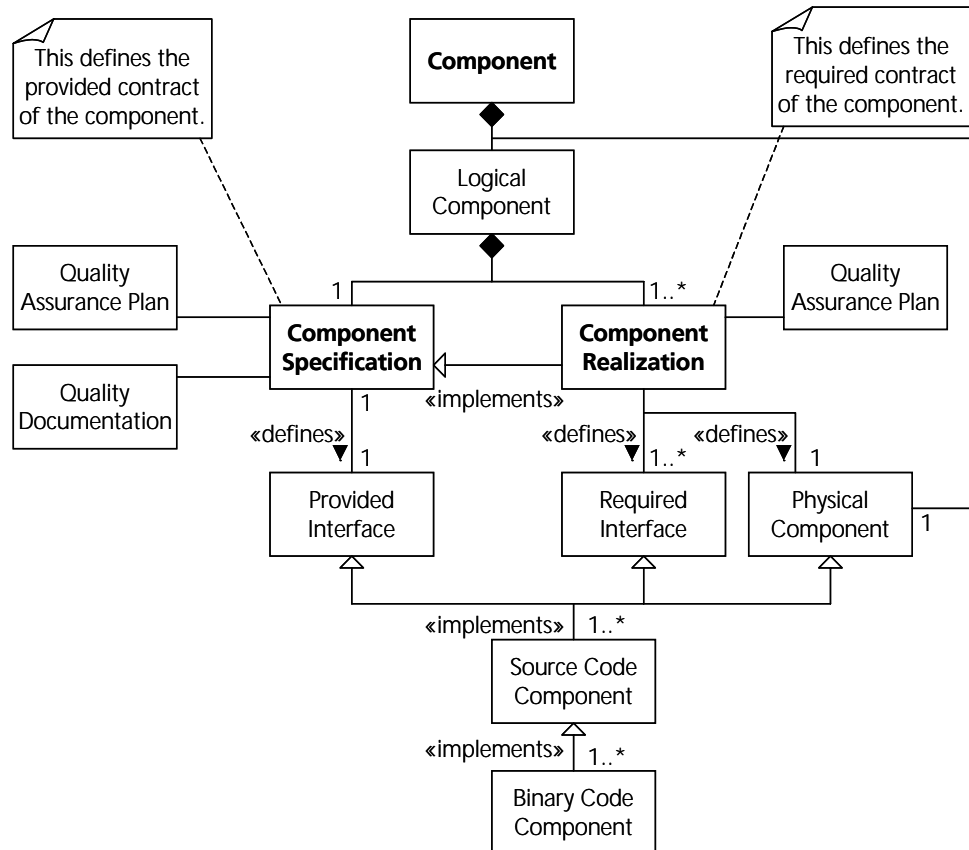 This defines the
provided contract
of the component.
Component
This defines the
required contract
of the component.
Logical
Component
Quality
Assurance Plan
1
1..*
Quality
Assurance Plan
Component
Specification
Component
Realization
«implements»
Quality
Documentation
1
«defines»
1
«defines»
1..*
«defines»
1
Provided
Interface
Required
Interface
Physical
Component
1
«implements»
1..*
Source Code
Component
«implements»
1..*
Binary Code
Component